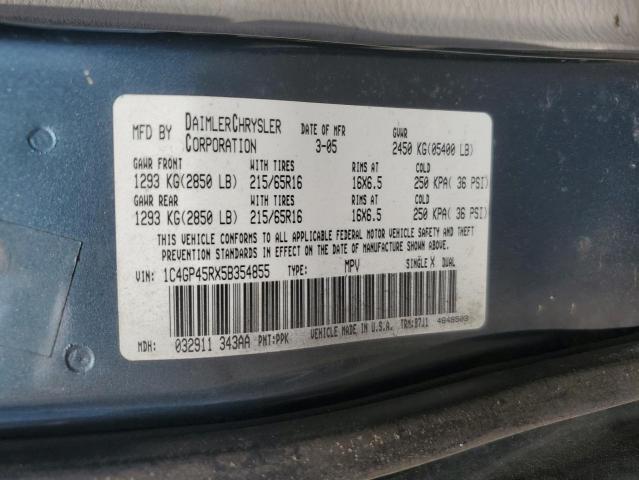 MFD BY DAIMLERCHRYSLER CORPORATION DATE OF MFR 3-05 GVWR 2450 KG(05400 LB)
GAWR FRONT WITH TIRES RIMS AT COLD
1293 KG(2850 LB) 215/65R16 16X6.5 250 KPA( 36 PSI)
GAWR REAR WITH TIRES RIMS AT COLD
1293 KG(2850 LB) 215/65R16 16X6.5 250 KPA( 36 PSI)
THIS VEHICLE CONFORMS TO ALL APPLICABLE FEDERAL MOTOR VEHICLE SAFETY AND THEFT
PREVENTION STANDARDS IN EFFECT ON THE DATE OF MANUFACTURE SHOWN ABOVE.
VIN: 1C4GP45RX5B354855 TYPE: MPV SINGLE X DUAL
MDH: 032911 343AA PNT:PPK VEHICLE MADE IN U.S.A. TRM:B7J1